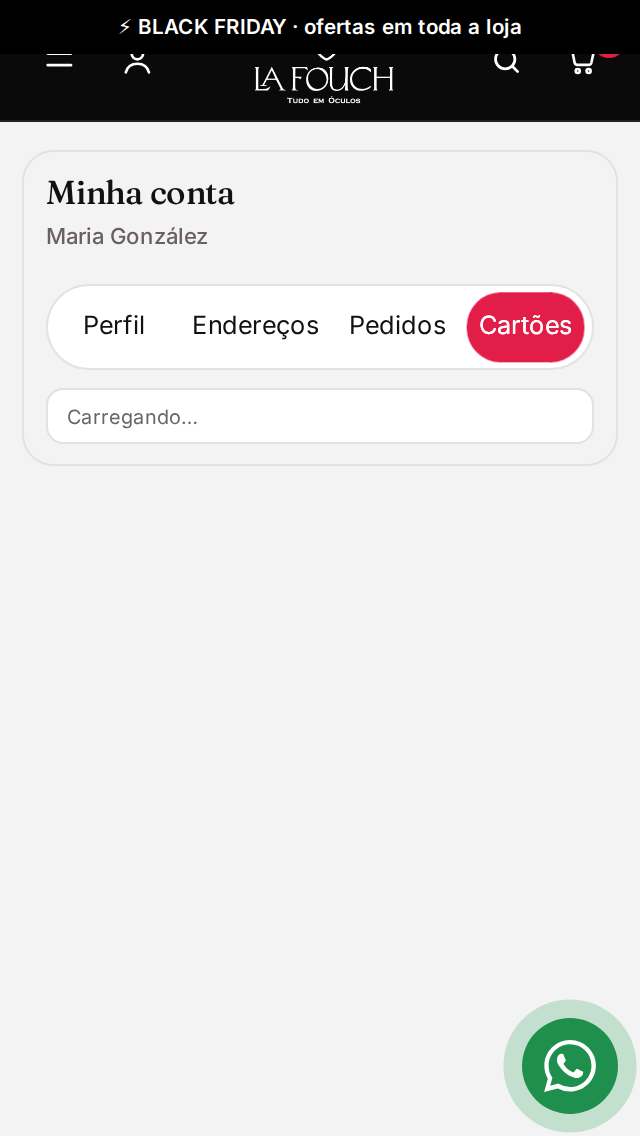 ⚡ BLACK FRIDAY · ofertas em toda a loja
LA FOUCH
Tudo em Óculos
Minha conta
Maria González
Perfil Endereços Pedidos Cartões
Carregando...